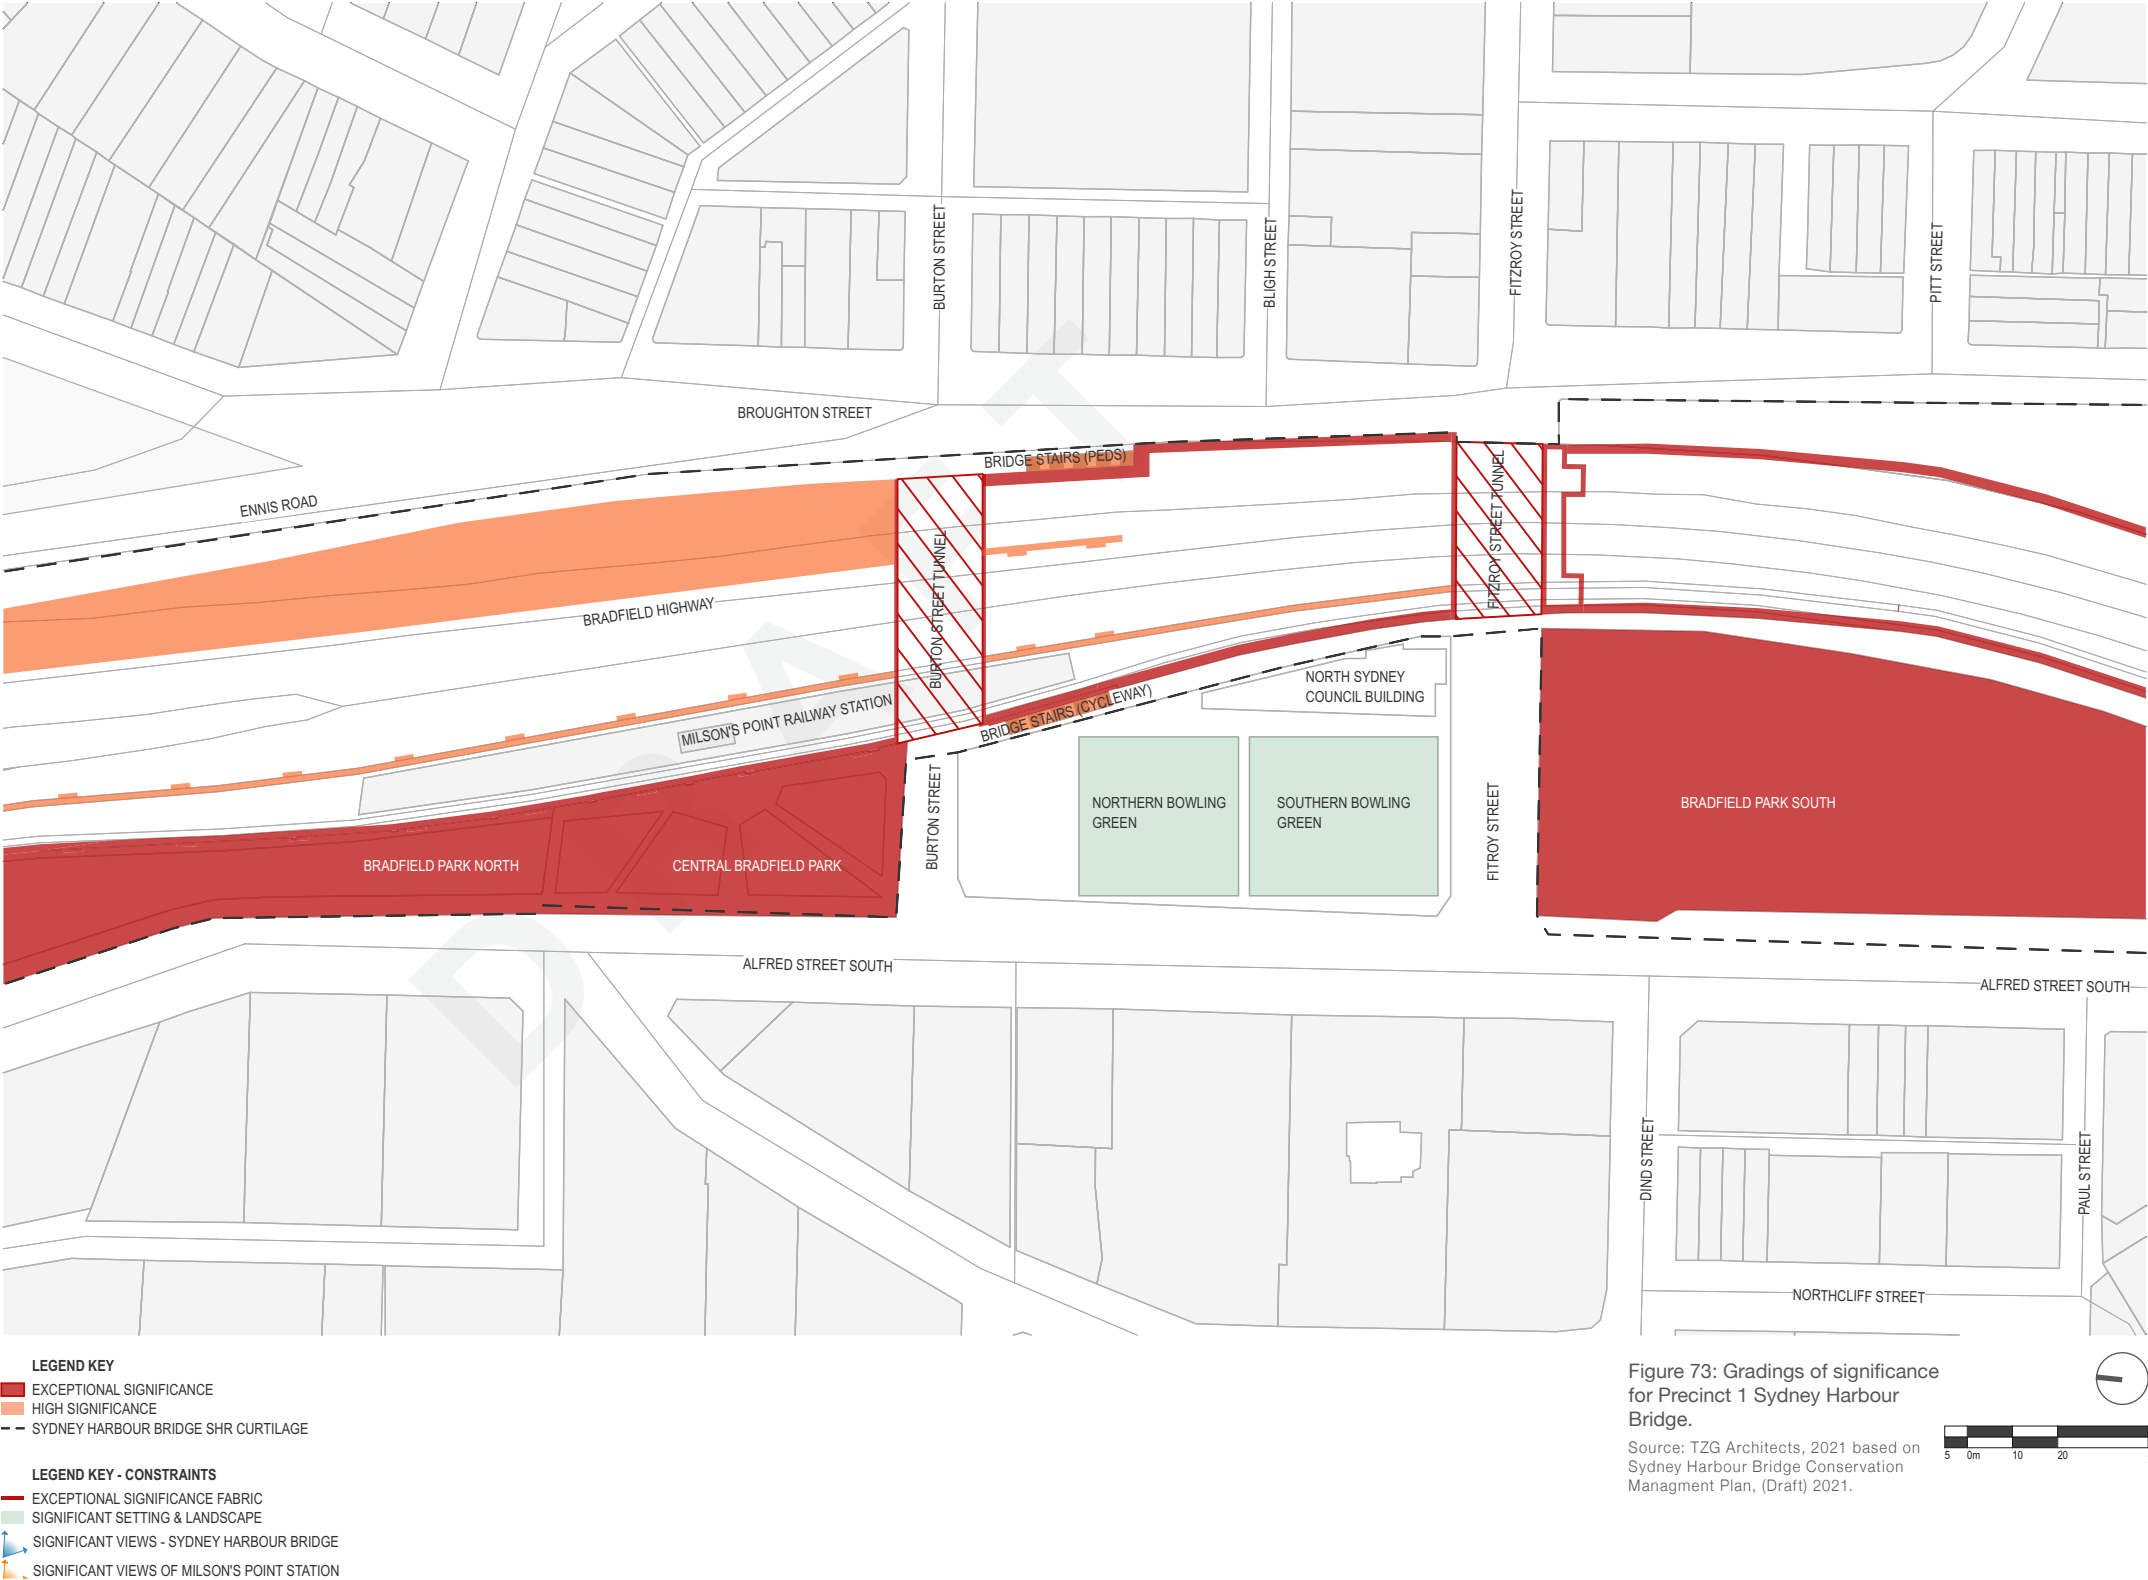 BURTON STREET
BLIGH STREET
FITZROY STREET
PITT STREET
BROUGHTON STREET
BRIDGE STAIRS (PEDS)
ENNIS ROAD
FITZROY STREET TUNNEL
BURTON STREET TUNNEL
BRADFIELD HIGHWAY
MILSON'S POINT RAILWAY STATION
BRIDGE STAIRS (CYCLEWAY)
NORTH SYDNEY
COUNCIL BUILDING
BURTON STREET
NORTHERN BOWLING
GREEN
SOUTHERN BOWLING
GREEN
FITROY STREET
BRADFIELD PARK SOUTH
BRADFIELD PARK NORTH
CENTRAL BRADFIELD PARK
ALFRED STREET SOUTH
ALFRED STREET SOUTH
DIND STREET
PAUL STREET
NORTHCLIFF STREET
DRAFT
LEGEND KEY
EXCEPTIONAL SIGNIFICANCE
HIGH SIGNIFICANCE
SYDNEY HARBOUR BRIDGE SHR CURTILAGE
LEGEND KEY - CONSTRAINTS
EXCEPTIONAL SIGNIFICANCE FABRIC
SIGNIFICANT SETTING & LANDSCAPE
SIGNIFICANT VIEWS - SYDNEY HARBOUR BRIDGE
SIGNIFICANT VIEWS OF MILSON'S POINT STATION
Figure 73: Gradings of significance
for Precinct 1 Sydney Harbour
Bridge.
Source: TZG Architects, 2021 based on
Sydney Harbour Bridge Conservation
Managment Plan, (Draft) 2021.
5 0m 10 20